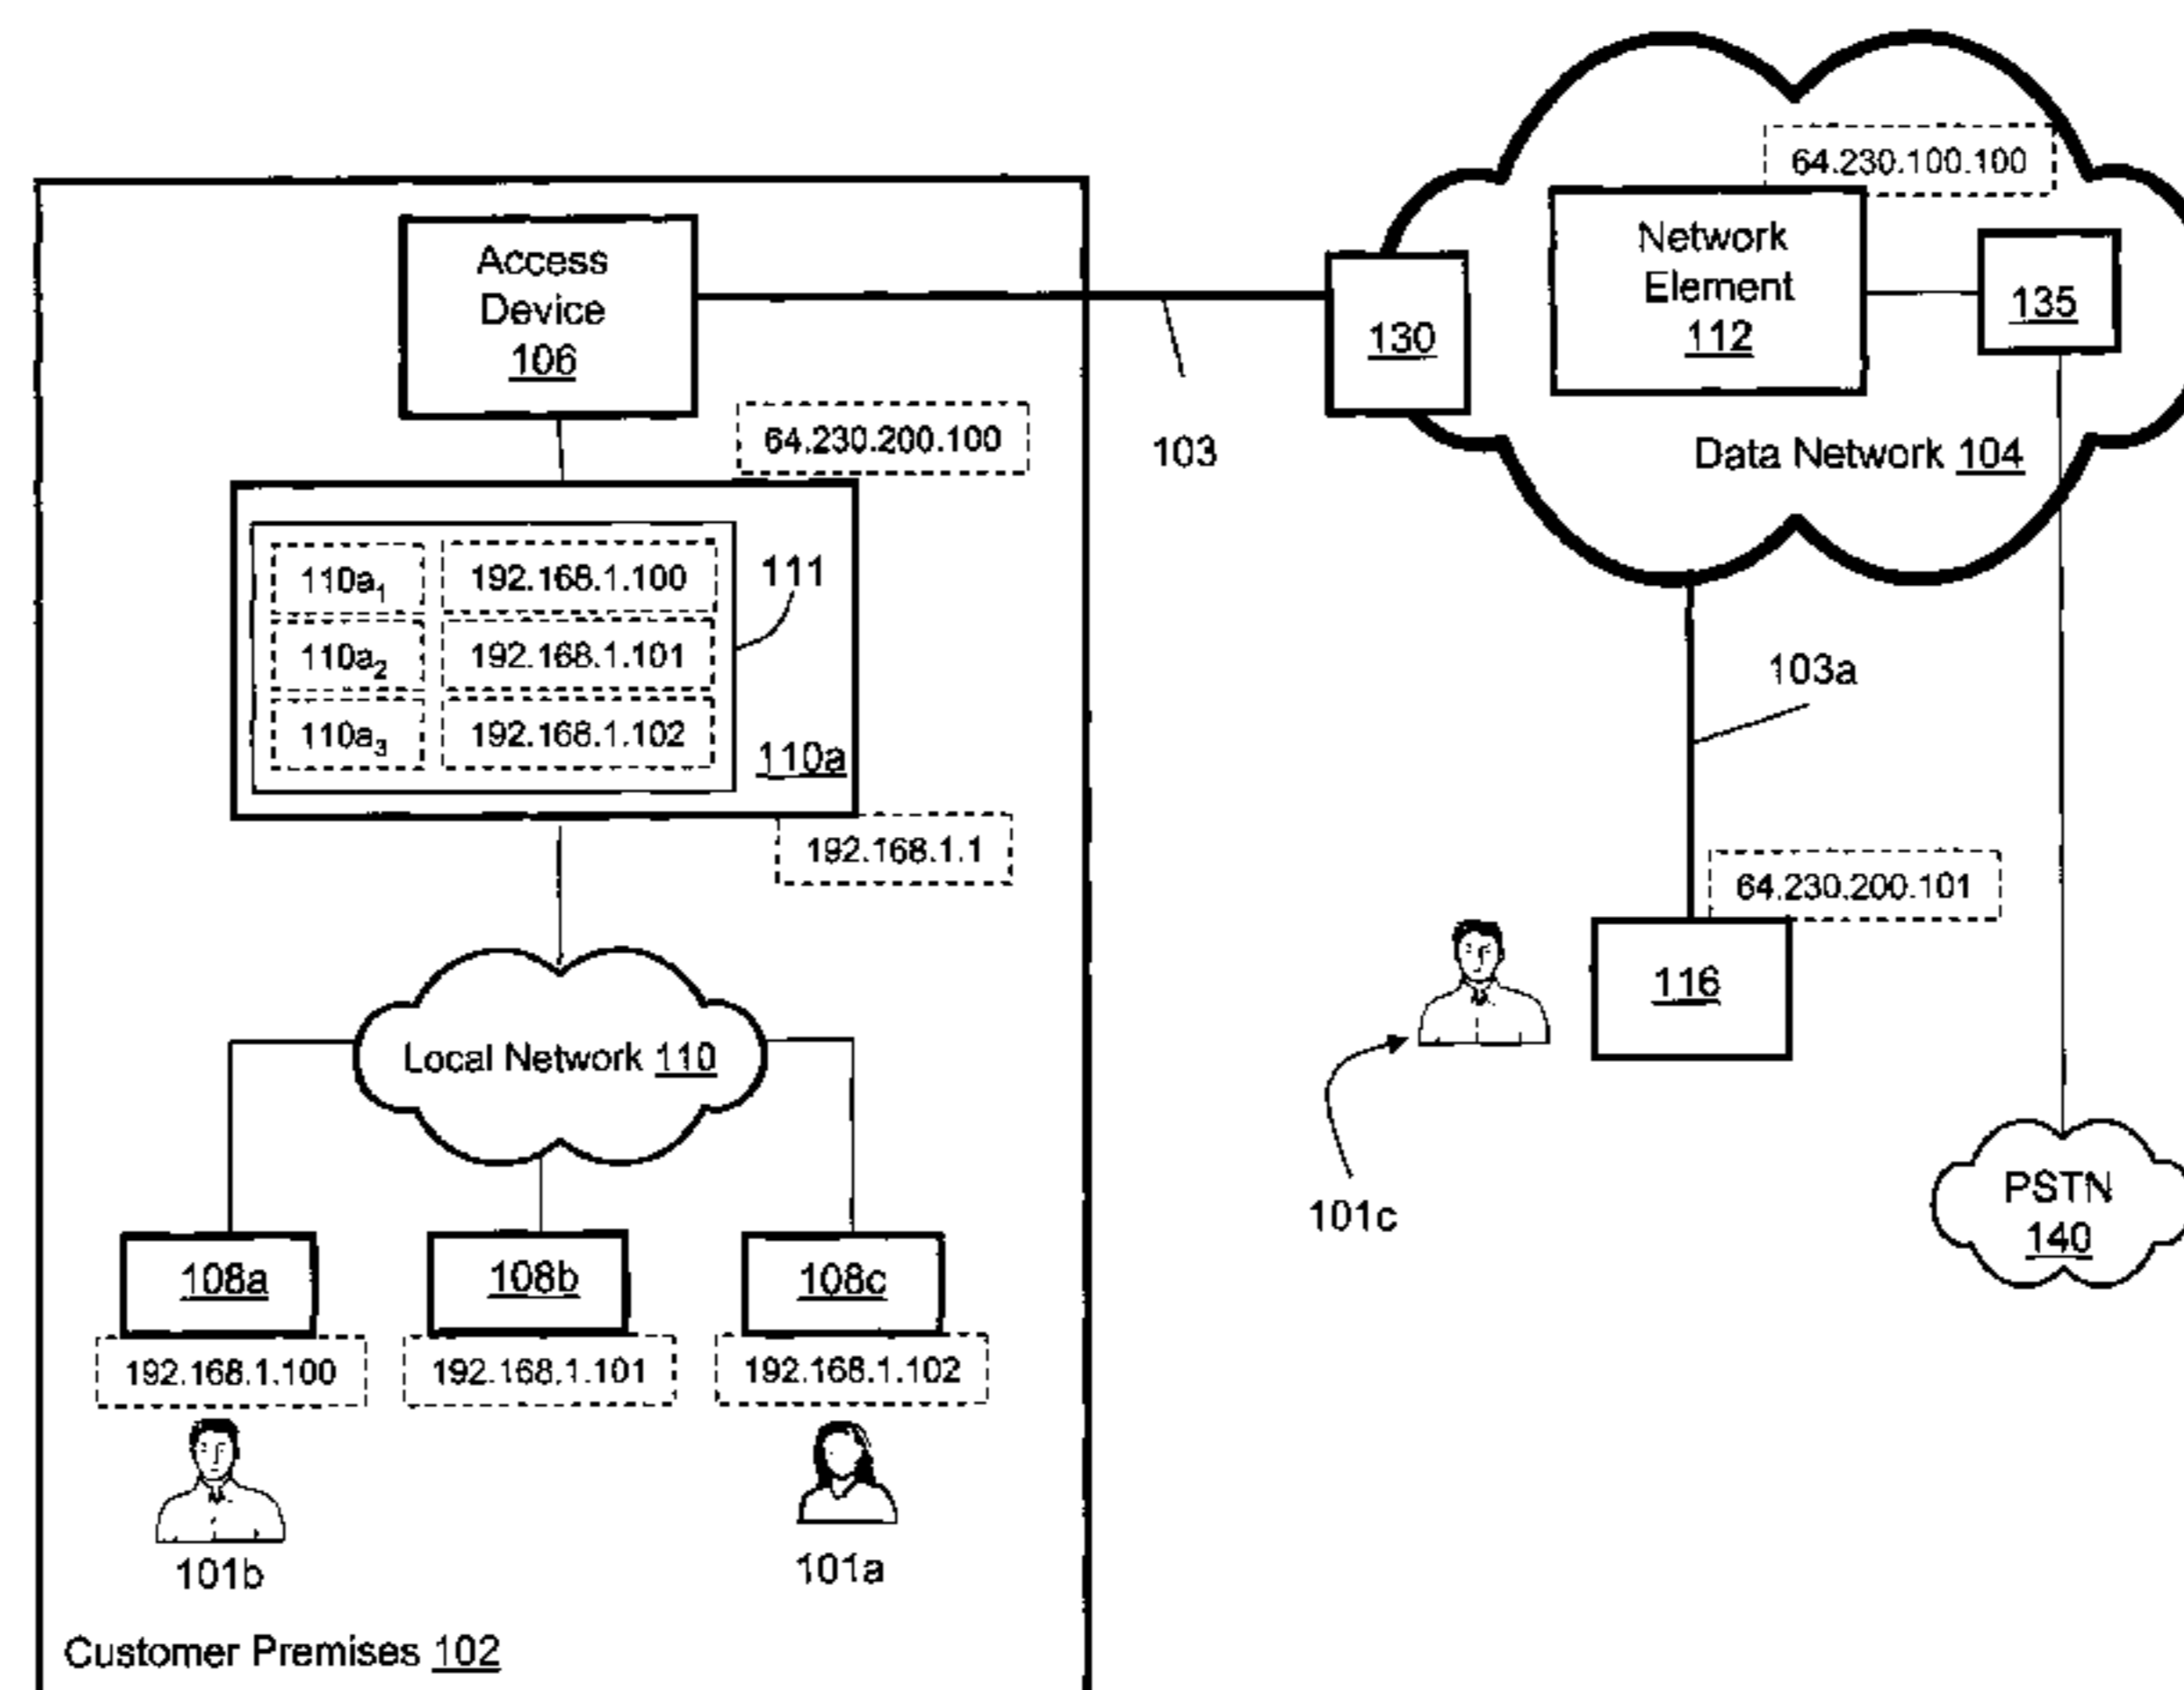 64.230.100.100
Network
Element
112
135
130
Data Network 104
103
Access
Device
106
64.230.200.100
110a1 192.168.1.100
110a2 192.168.1.101
110a3 192.168.1.102
111
110a
192.168.1.1
103a
64.230.200.101
116
101c
PSTN
140
Local Network 110
108a
108b
108c
192.168.1.100
192.168.1.101
192.168.1.102
101b
101a
Customer Premises 102